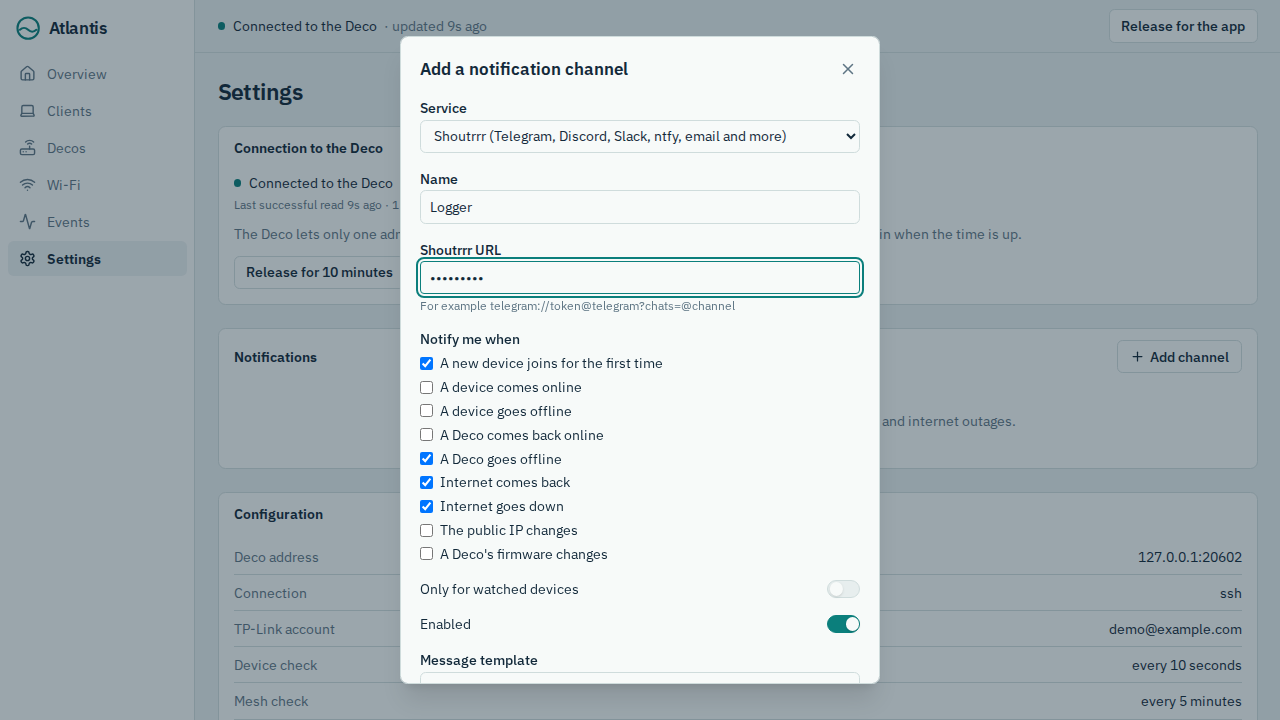 Atlantis
Overview
Clients
Decos
Wi-Fi
Events
Settings
Connected to the Deco · updated 9s ago
Release for the app
Settings
Connection to the Deco
Connected to the Deco
Last successful read 9s ago · 1
The Deco lets only one adm
in when the time is up.
Release for 10 minutes
Notifications
Add channel
and internet outages.
Configuration
Deco address 127.0.0.1:20602
Connection ssh
TP-Link account demo@example.com
Device check every 10 seconds
Mesh check every 5 minutes
Add a notification channel
Service
Shoutrrr (Telegram, Discord, Slack, ntfy, email and more)
Name
Logger
Shoutrrr URL
•••••••••
For example telegram://token@telegram?chats=@channel
Notify me when
A new device joins for the first time
A device comes online
A device goes offline
A Deco comes back online
A Deco goes offline
Internet comes back
Internet goes down
The public IP changes
A Deco's firmware changes
Only for watched devices
Enabled
Message template